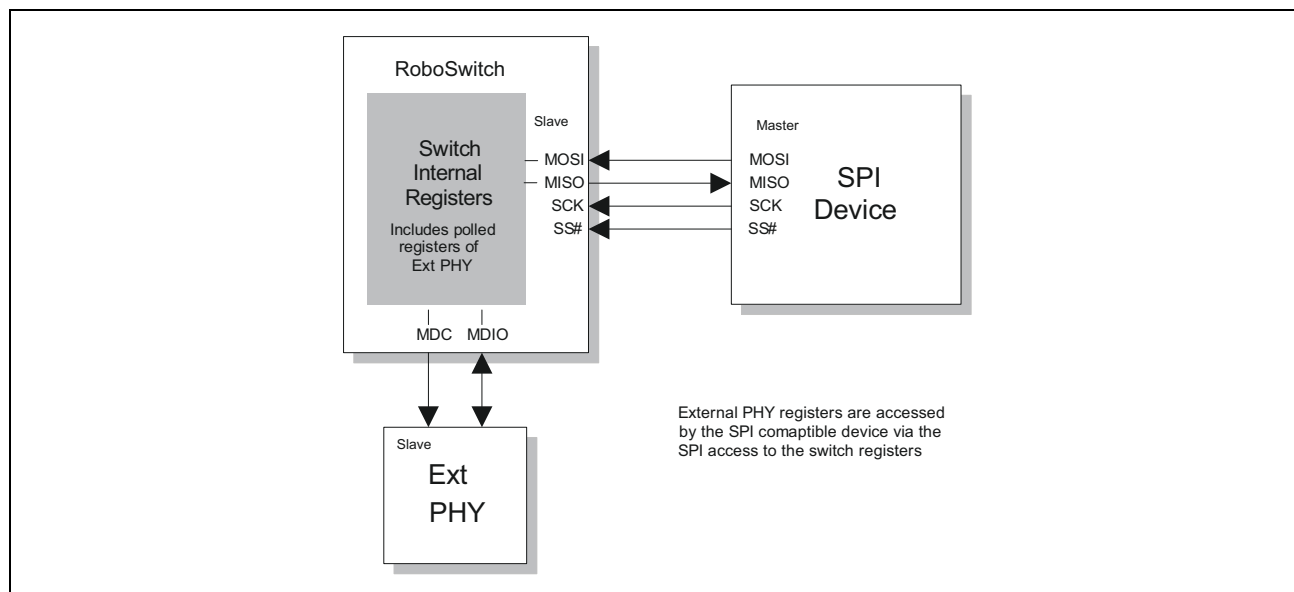 RoboSwitch
Switch
Internal
Registers
Includes polled
registers of
Ext PHY
Slave
MOSI
MISO
SCK
SS#
MDC MDIO
Master
MOSI
MISO
SCK
SS#
SPI
Device
Slave
Ext
PHY
External PHY registers are accessed
by the SPI comaptible device via the
SPI access to the switch registers